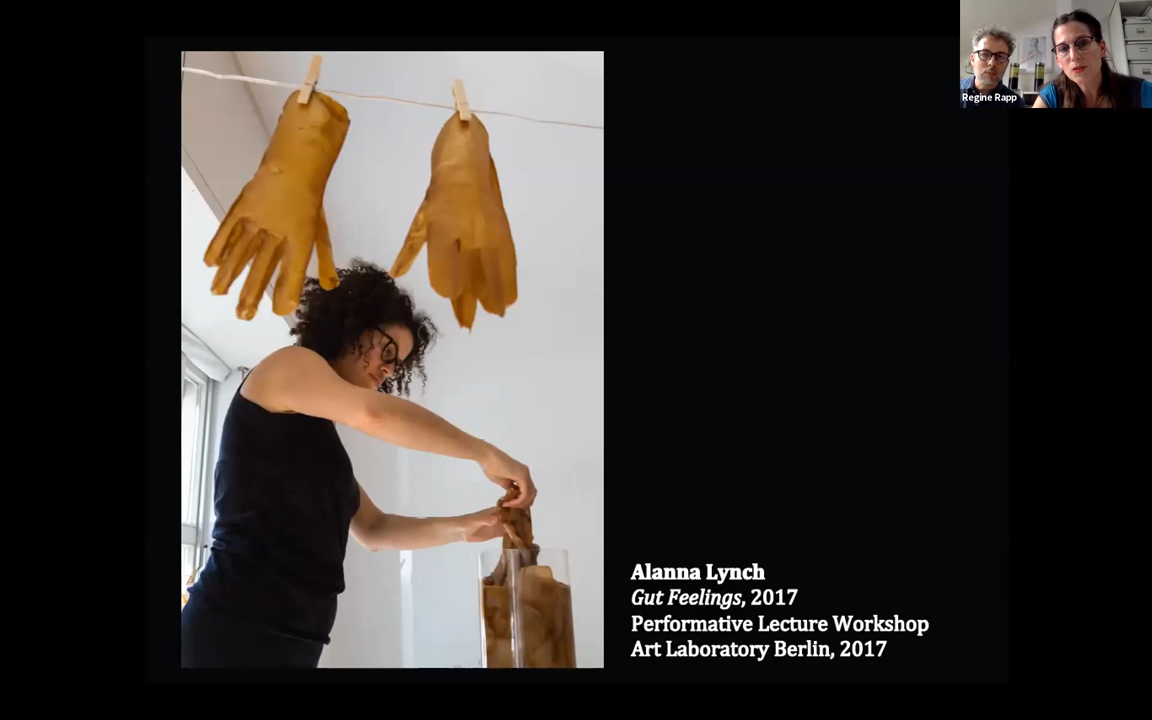 Regine Rapp
Alanna Lynch
Gut Feelings, 2017
Performative Lecture Workshop
Art Laboratory Berlin, 2017